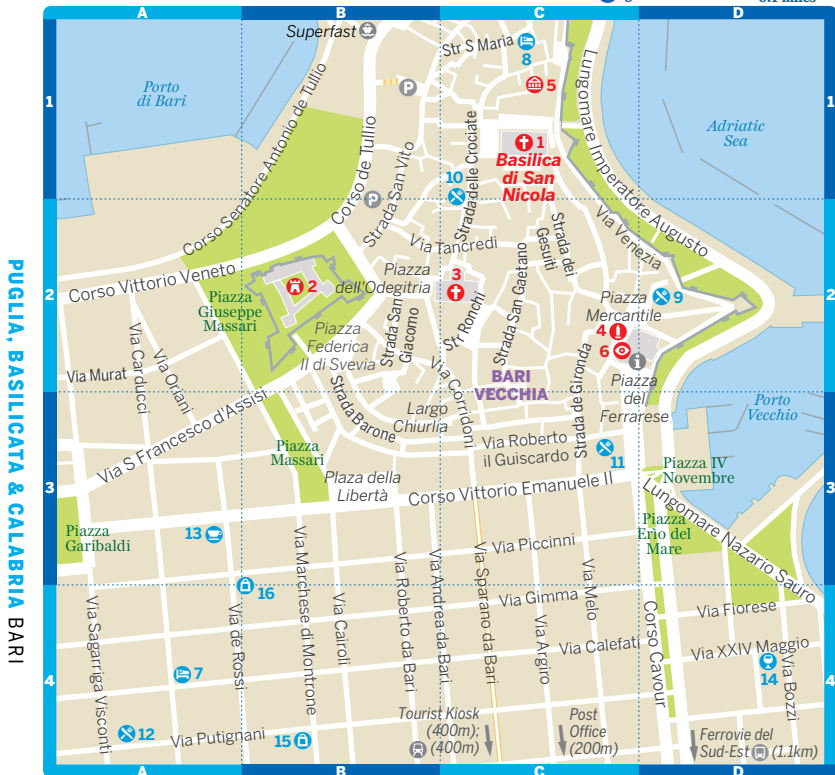 A
B
C
D
Superfast
Str S Maria
8
5
Porto
di Bari
1
1
P
Corso Senatore Antonio de Tullio
Corso de Tullio
Strada San Vito
Strada delle Crociate
1
Basilica
di San
Nicola
10
P
Lungomare Imperatore Augusto
Adriatic
Sea
Via Venezia
Strada dei
Gesuiti
Via Tancredi
Corso Vittorio Veneto
2
2
2
Piazza
dell'Odegitria
3
Piazza
Giuseppe
Massari
Strada San
Giacomo
Str Ronchi
Strada San Gaetano
Piazza
Mercantile
9
4
6
i
Via Murat
Via Carducci
Via Oriani
Piazza
Federica
II di Svevia
Via Corridoni
BARI
VECCHIA
Strada de Gironda
Piazza
del
Ferrarese
Porto
Vecchio
Via S Francesco d'Assisi
Strada Barone
Largo
Chiurlia
Via Roberto
il Guiscardo
11
Piazza
Massari
3
3
Plaza della
Libertà
Corso Vittorio Emanuele II
Piazza IV
Novembre
Piazza
Garibaldi
13
Piazza
Erio del
Mare
Lungomare Nazario Sauro
Via Piccinni
16
Via Gimma
Via Fiorese
Via Sagarriga Visconti
Via de Rossi
Via Marchese di Montrone
Via Cairoli
Via Roberto da Bari
Via Andrea da Bari
Via Sparano da Bari
Via Argiro
Via Melo
Corso Cavour
Via Calefati
Via XXIV Maggio
Via Bozzi
14
4
4
7
12
Via Putignani
15
Tourist Kiosk
(400m);
(400m)
Post
Office
(200m)
Ferrovie del
Sud-Est (1.1km)
A
B
C
D
PUGLIA, BASILICATA & CALABRIA BARI